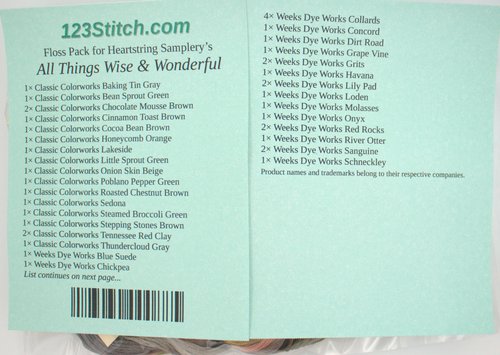 123Stitch.com
Floss Pack for Heartstring Samplery's
All Things Wise & Wonderful
1× Classic Colorworks Baking Tin Gray
1× Classic Colorworks Bean Sprout Green
2× Classic Colorworks Chocolate Mousse Brown
1× Classic Colorworks Cinnamon Toast Brown
1× Classic Colorworks Cocoa Bean Brown
1× Classic Colorworks Honeycomb Orange
1× Classic Colorworks Lakeside
1× Classic Colorworks Little Sprout Green
1× Classic Colorworks Onion Skin Beige
1× Classic Colorworks Poblano Pepper Green
1× Classic Colorworks Roasted Chestnut Brown
1× Classic Colorworks Sedona
1× Classic Colorworks Steamed Broccoli Green
1× Classic Colorworks Stepping Stones Brown
2× Classic Colorworks Tennessee Red Clay
1× Classic Colorworks Thundercloud Gray
1× Weeks Dye Works Blue Suede
1× Weeks Dye Works Chickpea
List continues on next page...
4× Weeks Dye Works Collards
1× Weeks Dye Works Concord
1× Weeks Dye Works Dirt Road
1× Weeks Dye Works Grape Vine
2× Weeks Dye Works Grits
1× Weeks Dye Works Havana
2× Weeks Dye Works Lily Pad
1× Weeks Dye Works Loden
1× Weeks Dye Works Molasses
1× Weeks Dye Works Onyx
2× Weeks Dye Works Red Rocks
1× Weeks Dye Works River Otter
2× Weeks Dye Works Sanguine
1× Weeks Dye Works Schneckley
Product names and trademarks belong to their respective companies.